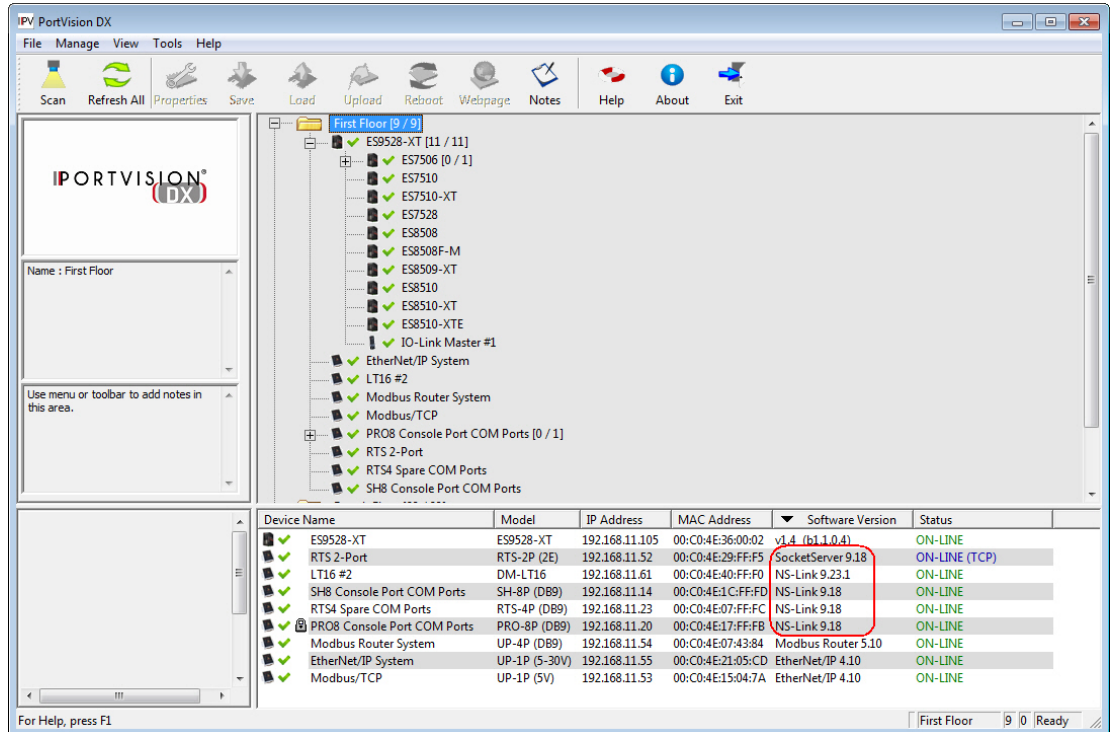 IPV PortVision DX
File Manage View Tools Help
Scan Refresh All Properties Save Load Upload Reboot Webpage Notes Help About Exit
PORTVISION® DX
Name : First Floor
Use menu or toolbar to add notes in
this area.
First Floor [9 / 9]
ES9528-XT [11 / 11]
ES7506 [0 / 1]
ES7510
ES7510-XT
ES7528
ES8508
ES8508F-M
ES8509-XT
ES8510
ES8510-XT
ES8510-XTE
IO-Link Master #1
EtherNet/IP System
LT16 #2
Modbus Router System
Modbus/TCP
PRO8 Console Port COM Ports [0 / 1]
RTS 2-Port
RTS4 Spare COM Ports
SH8 Console Port COM Ports
Device Name Model IP Address MAC Address Software Version Status
ES9528-XT ES9528-XT 192.168.11.105 00:C0:4E:36:00:02 v1.4 (b1.1.0.4) ON-LINE
RTS 2-Port RTS-2P (2E) 192.168.11.52 00:C0:4E:29:FF:F5 SocketServer 9.18 ON-LINE (TCP)
LT16 #2 DM-LT16 192.168.11.61 00:C0:4E:40:FF:F0 NS-Link 9.23.1 ON-LINE
SH8 Console Port COM Ports SH-8P (DB9) 192.168.11.14 00:C0:4E:1C:FF:FD NS-Link 9.18 ON-LINE
RTS4 Spare COM Ports RTS-4P (DB9) 192.168.11.23 00:C0:4E:07:FF:FC NS-Link 9.18 ON-LINE
PRO8 Console Port COM Ports PRO-8P (DB9) 192.168.11.20 00:C0:4E:17:FF:FB NS-Link 9.18 ON-LINE
Modbus Router System UP-4P (DB9) 192.168.11.54 00:C0:4E:07:43:84 Modbus Router 5.10 ON-LINE
EtherNet/IP System UP-1P (5-30V) 192.168.11.55 00:C0:4E:21:05:CD EtherNet/IP 4.10 ON-LINE
Modbus/TCP UP-1P (5V) 192.168.11.53 00:C0:4E:15:04:7A EtherNet/IP 4.10 ON-LINE
For Help, press F1 First Floor 9 0 Ready